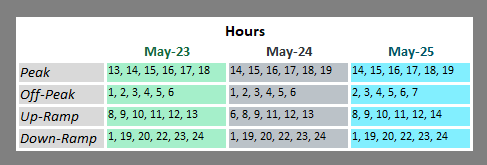 Hours
May-23 May-24 May-25
Peak 13, 14, 15, 16, 17, 18 14, 15, 16, 17, 18, 19 14, 15, 16, 17, 18, 19
Off-Peak 1, 2, 3, 4, 5, 6 1, 2, 3, 4, 5, 6 2, 3, 4, 5, 6, 7
Up-Ramp 8, 9, 10, 11, 12, 13 6, 8, 9, 11, 12, 13 8, 9, 10, 11, 12, 14
Down-Ramp 1, 19, 20, 22, 23, 24 1, 19, 20, 22, 23, 24 1, 19, 20, 22, 23, 24